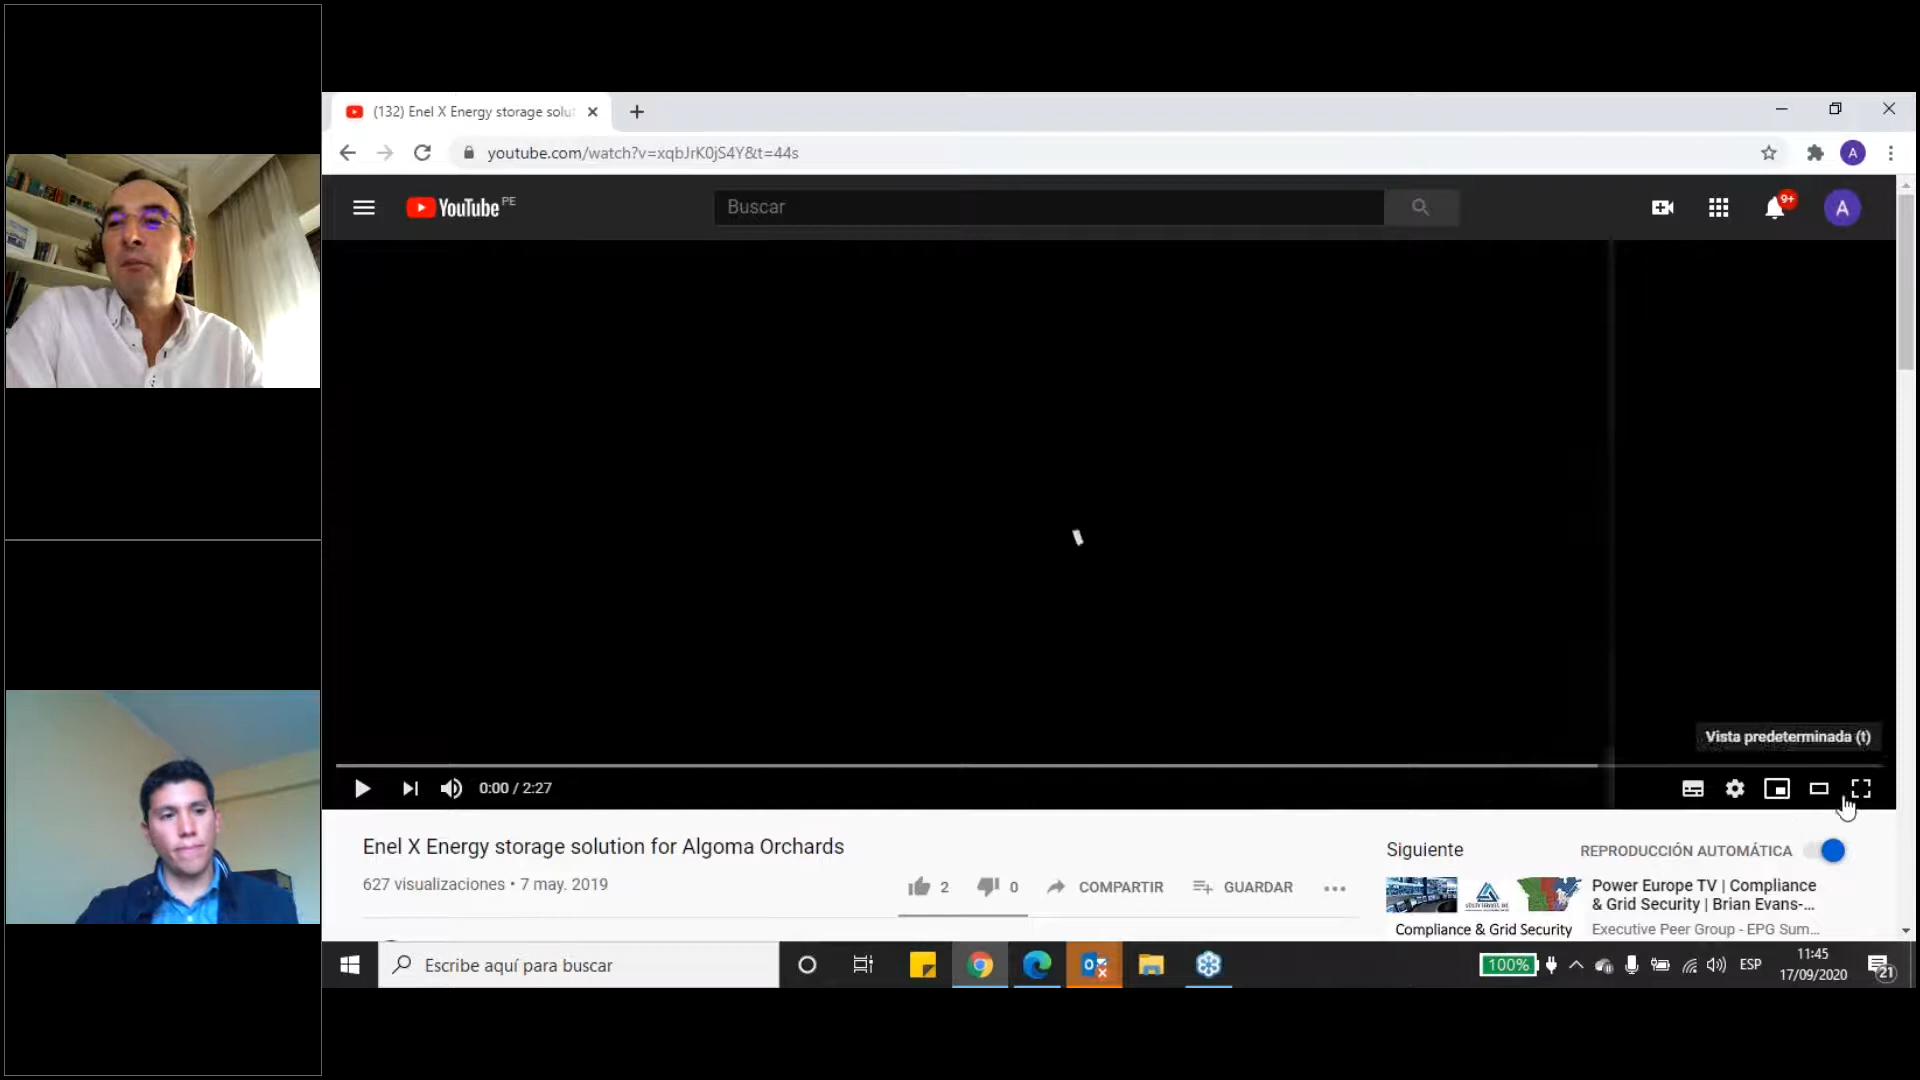 (132) Enel X Energy storage solut
youtube.com/watch?v=xqbJrK0jS4Y&t=44s
A
YouTube PE
Buscar
9+
A
Vista predeterminada (t)
0:00 / 2:27
Enel X Energy storage solution for Algoma Orchards
627 visualizaciones • 7 may. 2019
2
0
COMPARTIR
GUARDAR
Siguiente
REPRODUCCIÓN AUTOMÁTICA
Power Europe TV | Compliance
& Grid Security | Brian Evans-...
Executive Peer Group - EPG Sum...
Compliance & Grid Security
Escribe aquí para buscar
100%
ESP
11:45
17/09/2020
21